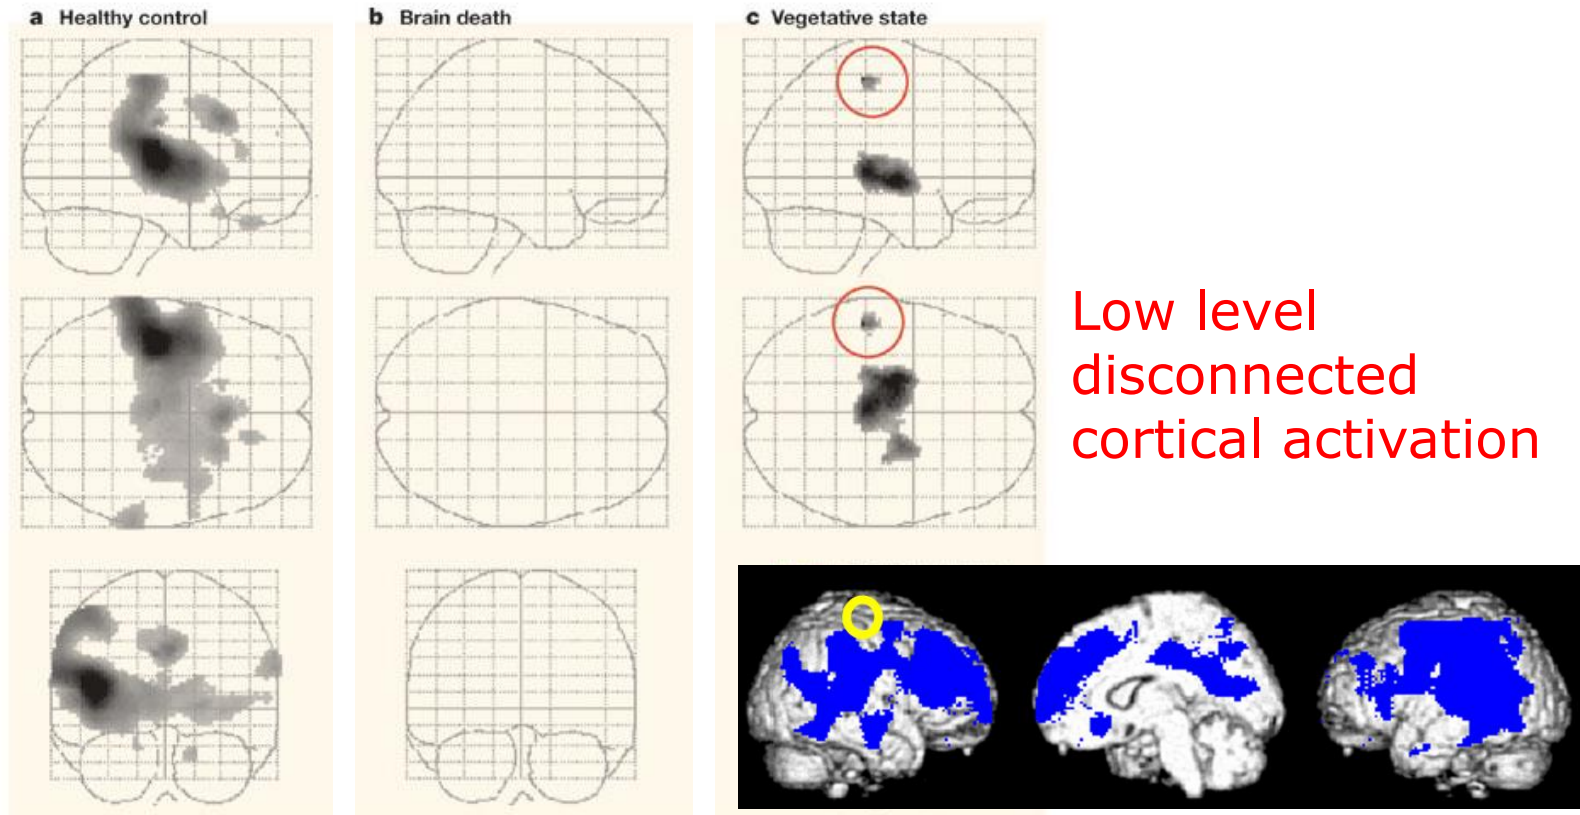 a Healthy control
b Brain death
c Vegetative state
Low level
disconnected
cortical activation